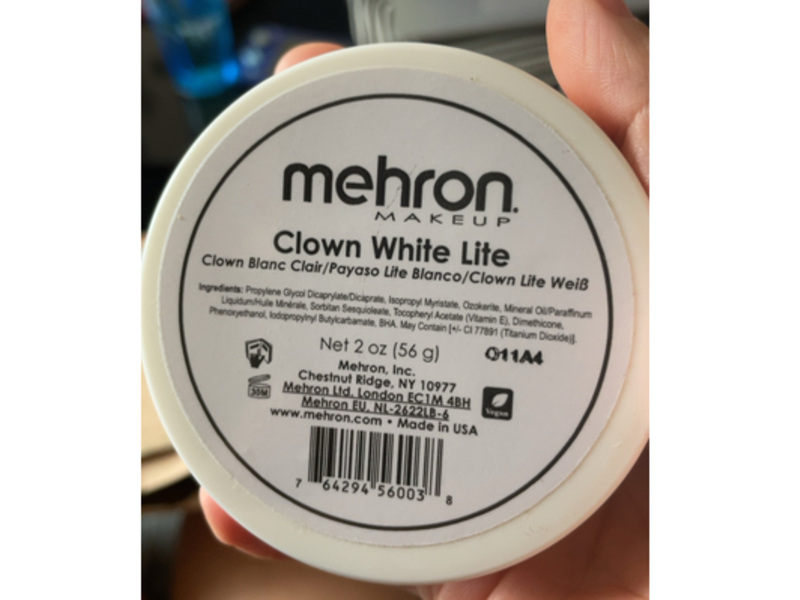 mehron.
MAKEUP
Clown White Lite
Clown Blanc Clair/Payaso Lite Blanco/Clown Lite Weiß
Ingredients: Propylene Glycol Dicaprylate/Dicaprate, Isopropyl Myristate, Ozokerite, Mineral Oil/Paraffinum
Liquidum/Huile Minérale, Sorbitan Sesquioleate, Tocopheryl Acetate (Vitamin E), Dimethicone,
Phenoxyethanol, Iodopropynyl Butylcarbamate, BHA. May Contain [+/- CI 77891 (Titanium Dioxide)].
Net 2 oz (56 g)
Q11A4
Mehron, Inc.
Chestnut Ridge, NY 10977
Mehron Ltd. London EC1M 4BH
Mehron EU, NL-2622LB-6
www.mehron.com • Made in USA
Vegan
7 64294 56003 8